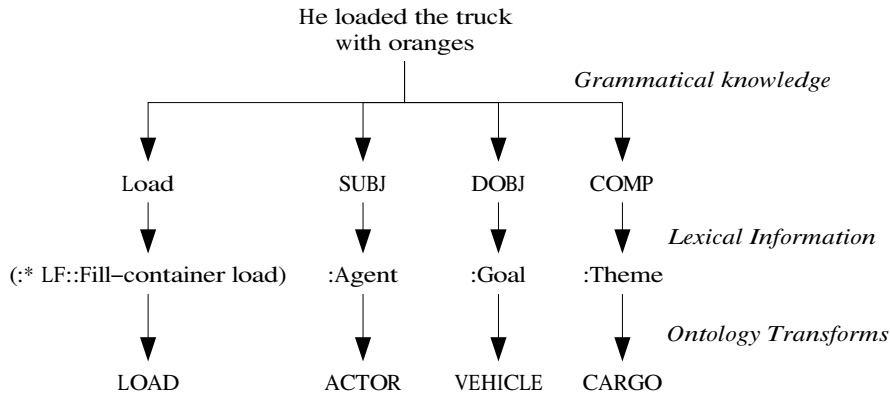 He loaded the truck
with oranges
Grammatical knowledge
Load SUBJ DOBJ COMP
Lexical Information
(:* LF::Fill−container load) :Agent :Goal :Theme
Ontology Transforms
LOAD ACTOR VEHICLE CARGO